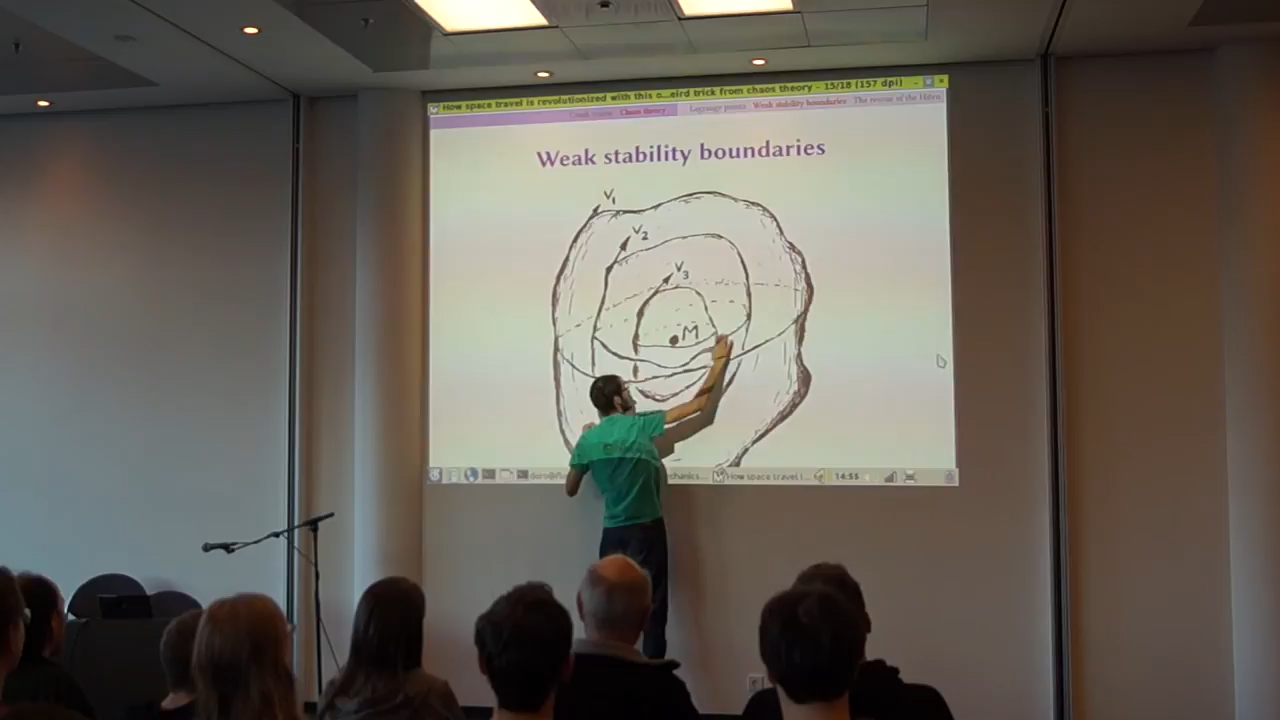 How space travel is revolutionized with this o...eird trick from chaos theory - 15/18 (157 dpi)
Chaos theory Lagrange points Weak stability boundaries The rescue of the Hiten
Weak stability boundaries
V1
V2
V3
M
How space travel i...
14:55